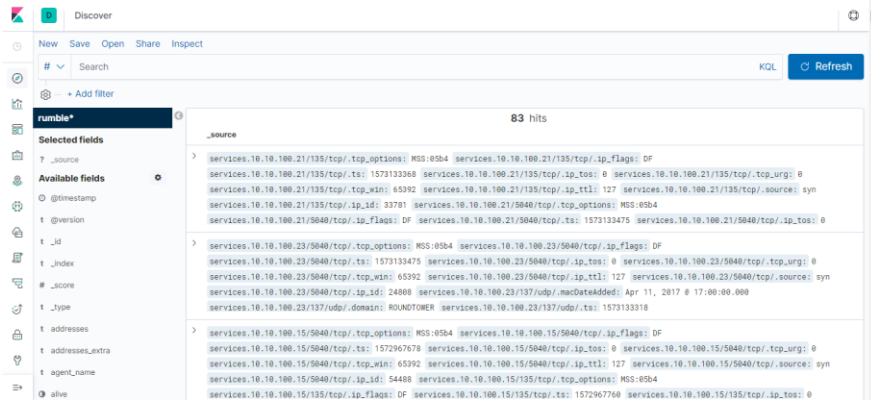 D Discover
New Save Open Share Inspect
# Search KQL Refresh
+ Add filter
rumble*
83 hits
Selected fields
_source
? _source
Available fields
@timestamp
t @version
t _id
t _index
# _score
t _type
t addresses
t addresses_extra
t agent_name
alive
services.10.10.100.21/135/tcp/.tcp_options: MSS:05b4 services.10.10.100.21/135/tcp/.ip_flags: DF
services.10.10.100.21/135/tcp/.ts: 1573133368 services.10.10.100.21/135/tcp/.ip_tos: 0 services.10.10.100.21/135/tcp/.tcp_urg: 0
services.10.10.100.21/135/tcp/.tcp_win: 65392 services.10.10.100.21/135/tcp/.ip_ttl: 127 services.10.10.100.21/135/tcp/.source: syn
services.10.10.100.21/135/tcp/.ip_id: 33781 services.10.10.100.21/5040/tcp/.tcp_options: MSS:05b4
services.10.10.100.21/5040/tcp/.ip_flags: DF services.10.10.100.21/5040/tcp/.ts: 1573133475 services.10.10.100.21/5040/tcp/.ip_tos: 0
services.10.10.100.23/5040/tcp/.tcp_options: MSS:05b4 services.10.10.100.23/5040/tcp/.ip_flags: DF
services.10.10.100.23/5040/tcp/.ts: 1573133475 services.10.10.100.23/5040/tcp/.ip_tos: 0 services.10.10.100.23/5040/tcp/.tcp_urg: 0
services.10.10.100.23/5040/tcp/.tcp_win: 65392 services.10.10.100.23/5040/tcp/.ip_ttl: 127 services.10.10.100.23/5040/tcp/.source: syn
services.10.10.100.23/5040/tcp/.ip_id: 24808 services.10.10.100.23/137/udp/.macDateAdded: Apr 11, 2017 @ 17:00:00.000
services.10.10.100.23/137/udp/.domain: ROUNDTOWER services.10.10.100.23/137/udp/.ts: 1573133318
services.10.10.100.15/5040/tcp/.tcp_options: MSS:05b4 services.10.10.100.15/5040/tcp/.ip_flags: DF
services.10.10.100.15/5040/tcp/.ts: 1572967678 services.10.10.100.15/5040/tcp/.ip_tos: 0 services.10.10.100.15/5040/tcp/.tcp_urg: 0
services.10.10.100.15/5040/tcp/.tcp_win: 65392 services.10.10.100.15/5040/tcp/.ip_ttl: 127 services.10.10.100.15/5040/tcp/.source: syn
services.10.10.100.15/5040/tcp/.ip_id: 54488 services.10.10.100.15/135/tcp/.tcp_options: MSS:05b4
services.10.10.100.15/135/tcp/.ip_flags: DF services.10.10.100.15/135/tcp/.ts: 1572967760 services.10.10.100.15/135/tcp/.ip_tos: 0